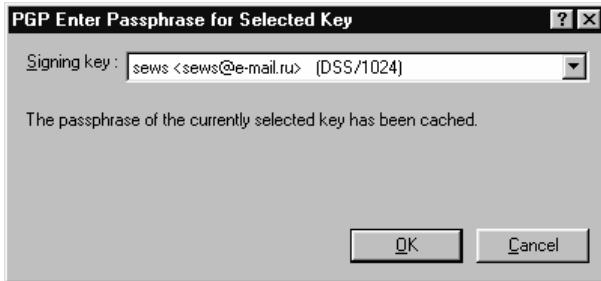 PGP Enter Passphrase for Selected Key
Signing key : sews <sews@e-mail.ru> (DSS/1024)
The passphrase of the currently selected key has been cached.
OK Cancel